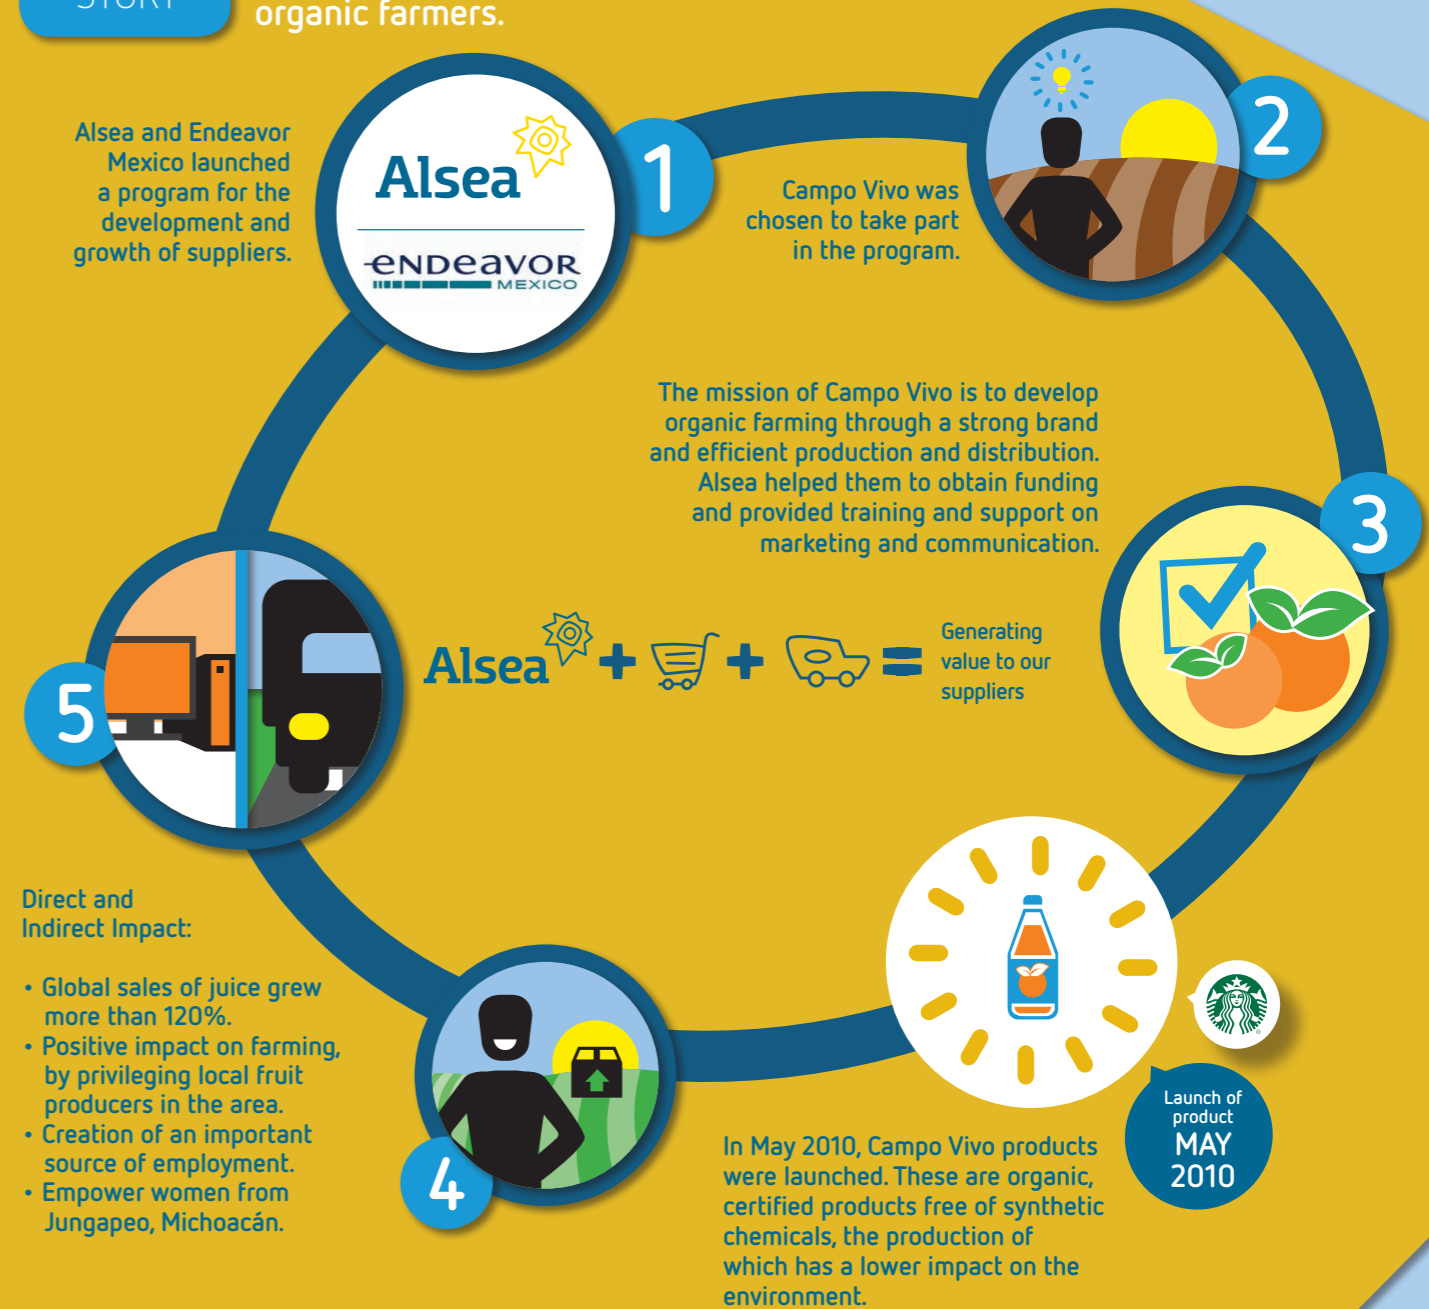 STORY
organic farmers.
Alsea and Endeavor
Mexico launched
a program for the
development and
growth of suppliers.
Alsea
ENDEAVOR
MEXICO
1
2
Campo Vivo was
chosen to take part
in the program.
The mission of Campo Vivo is to develop
organic farming through a strong brand
and efficient production and distribution.
Alsea helped them to obtain funding
and provided training and support on
marketing and communication.
3
Alsea + + =
Generating
value to our
suppliers
5
Direct and
Indirect Impact:
• Global sales of juice grew
more than 120%.
• Positive impact on farming,
by privileging local fruit
producers in the area.
• Creation of an important
source of employment.
• Empower women from
Jungapeo, Michoacán.
4
In May 2010, Campo Vivo products
were launched. These are organic,
certified products free of synthetic
chemicals, the production of
which has a lower impact on the
environment.
Launch of
product
MAY
2010